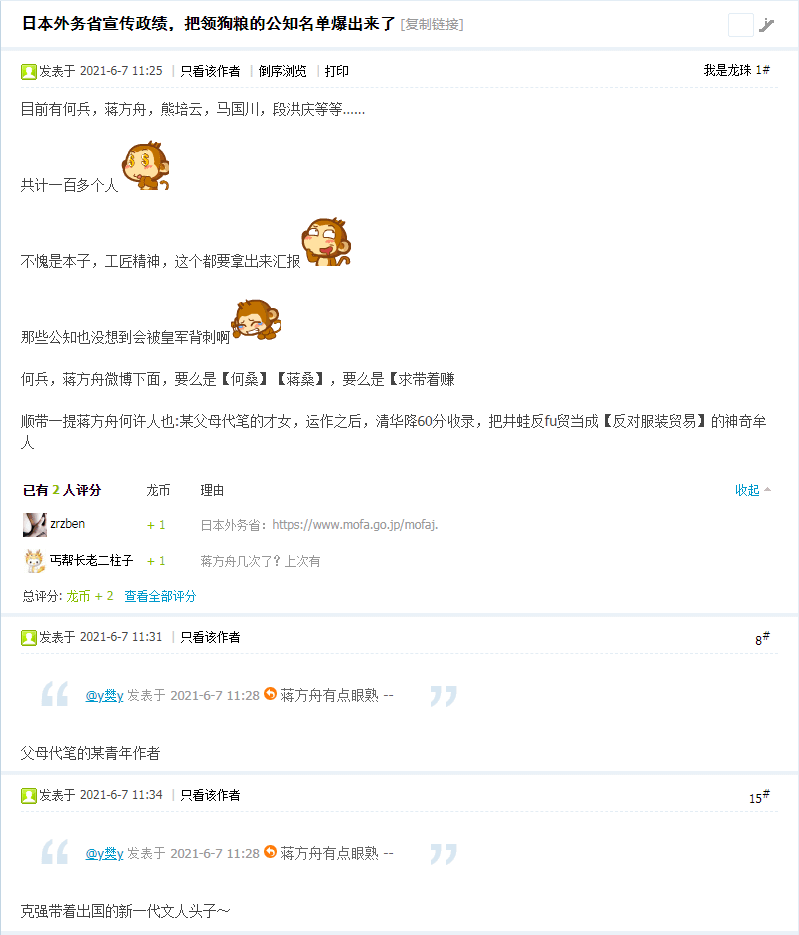 日本外务省宣传政绩，把领狗粮的公知名单爆出来了 [复制链接]
发表于 2021-6-7 11:25 | 只看该作者 | 倒序浏览 | 打印 我是龙珠 1#
目前有何兵，蒋方舟，熊培云，马国川，段洪庆等等......
共计一百多个人
不愧是本子，工匠精神，这个都要拿出来汇报
那些公知也没想到会被皇军背刺啊
何兵，蒋方舟微博下面，要么是【何桑】【蒋桑】，要么是【求带着赚
顺带一提蒋方舟何许人也:某父母代笔的才女，运作之后，清华降60分收录，把井蛙反fu贸当成【反对服装贸易】的神奇牟
人
已有 2 人评分 龙币 理由 收起
zrzben + 1 日本外务省：https://www.mofa.go.jp/mofaj.
丐帮长老二柱子 + 1 蒋方舟几次了？上次有
总评分: 龙币 + 2 查看全部评分
发表于 2021-6-7 11:31 | 只看该作者 8#
@y樊y 发表于 2021-6-7 11:28 蒋方舟有点眼熟 --
父母代笔的某青年作者
发表于 2021-6-7 11:34 | 只看该作者 15#
@y樊y 发表于 2021-6-7 11:28 蒋方舟有点眼熟 --
克强带着出国的新一代文人头子～